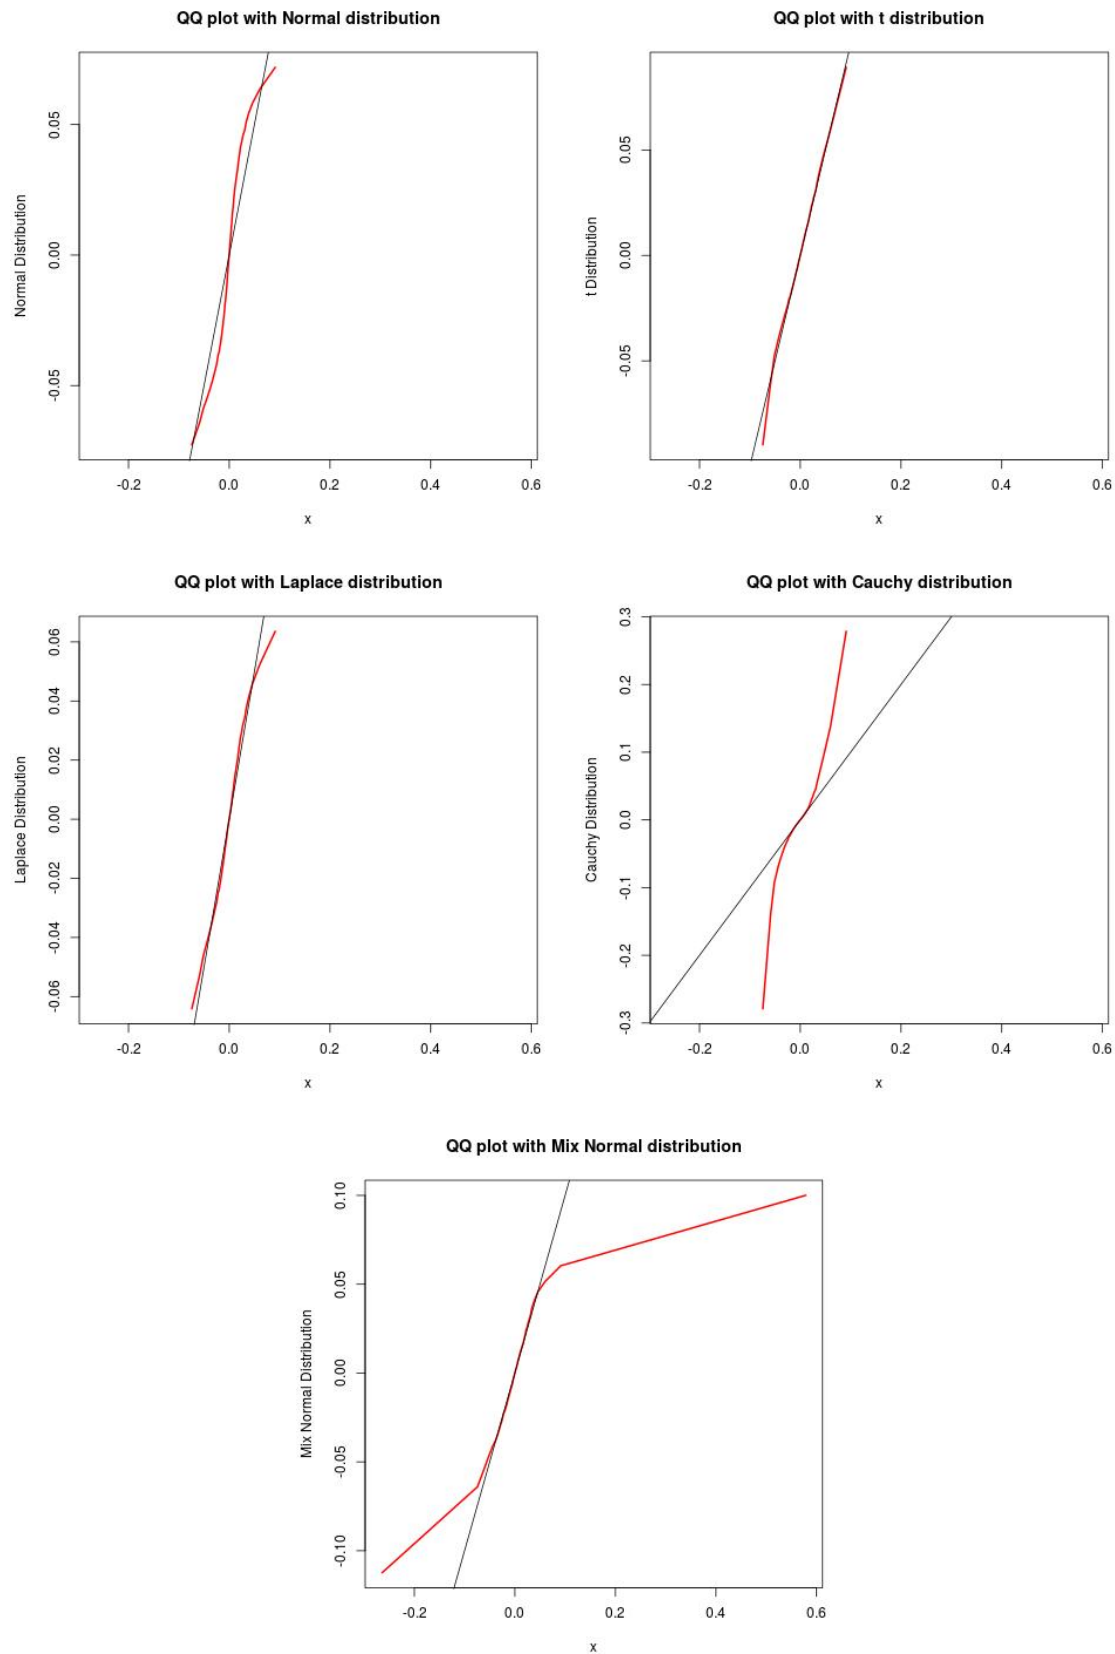 QQ plot with Normal distribution
Normal Distribution
0.05
0.00
-0.05
-0.2 0.0 0.2 0.4 0.6
x
QQ plot with t distribution
t Distribution
0.05
0.00
-0.05
-0.2 0.0 0.2 0.4 0.6
x
QQ plot with Laplace distribution
Laplace Distribution
0.06
0.04
0.02
0.00
-0.02
-0.04
-0.06
-0.2 0.0 0.2 0.4 0.6
x
QQ plot with Cauchy distribution
Cauchy Distribution
0.3
0.2
0.1
0.0
-0.1
-0.2
-0.3
-0.2 0.0 0.2 0.4 0.6
x
QQ plot with Mix Normal distribution
Mix Normal Distribution
0.10
0.05
0.00
-0.05
-0.10
-0.2 0.0 0.2 0.4 0.6
x